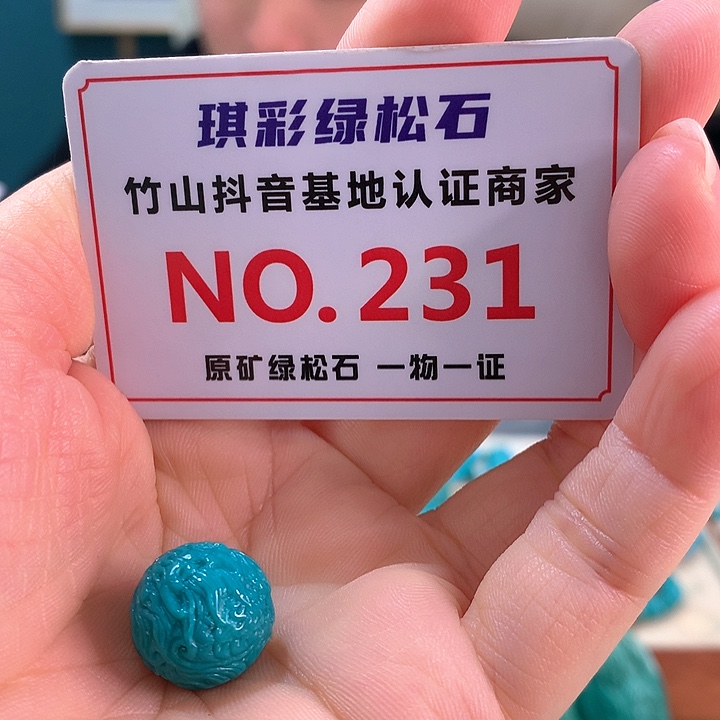 琪彩绿松石
竹山抖音基地认证商家
NO. 231
原矿绿松石 一物一证